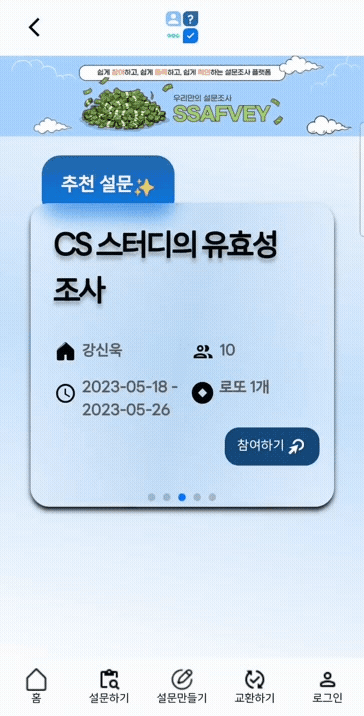 ?
쉽게 참여하고, 쉽게 등록하고, 쉽게 적립하는 설문조사 플랫폼
우리만의 설문조사
SSAFVEY
추천 설문✨
CS 스터디의 유효성
조사
강신욱
10
2023-05-18 -
2023-05-26
로또 1개
참여하기
홈
설문하기
설문만들기
교환하기
로그인